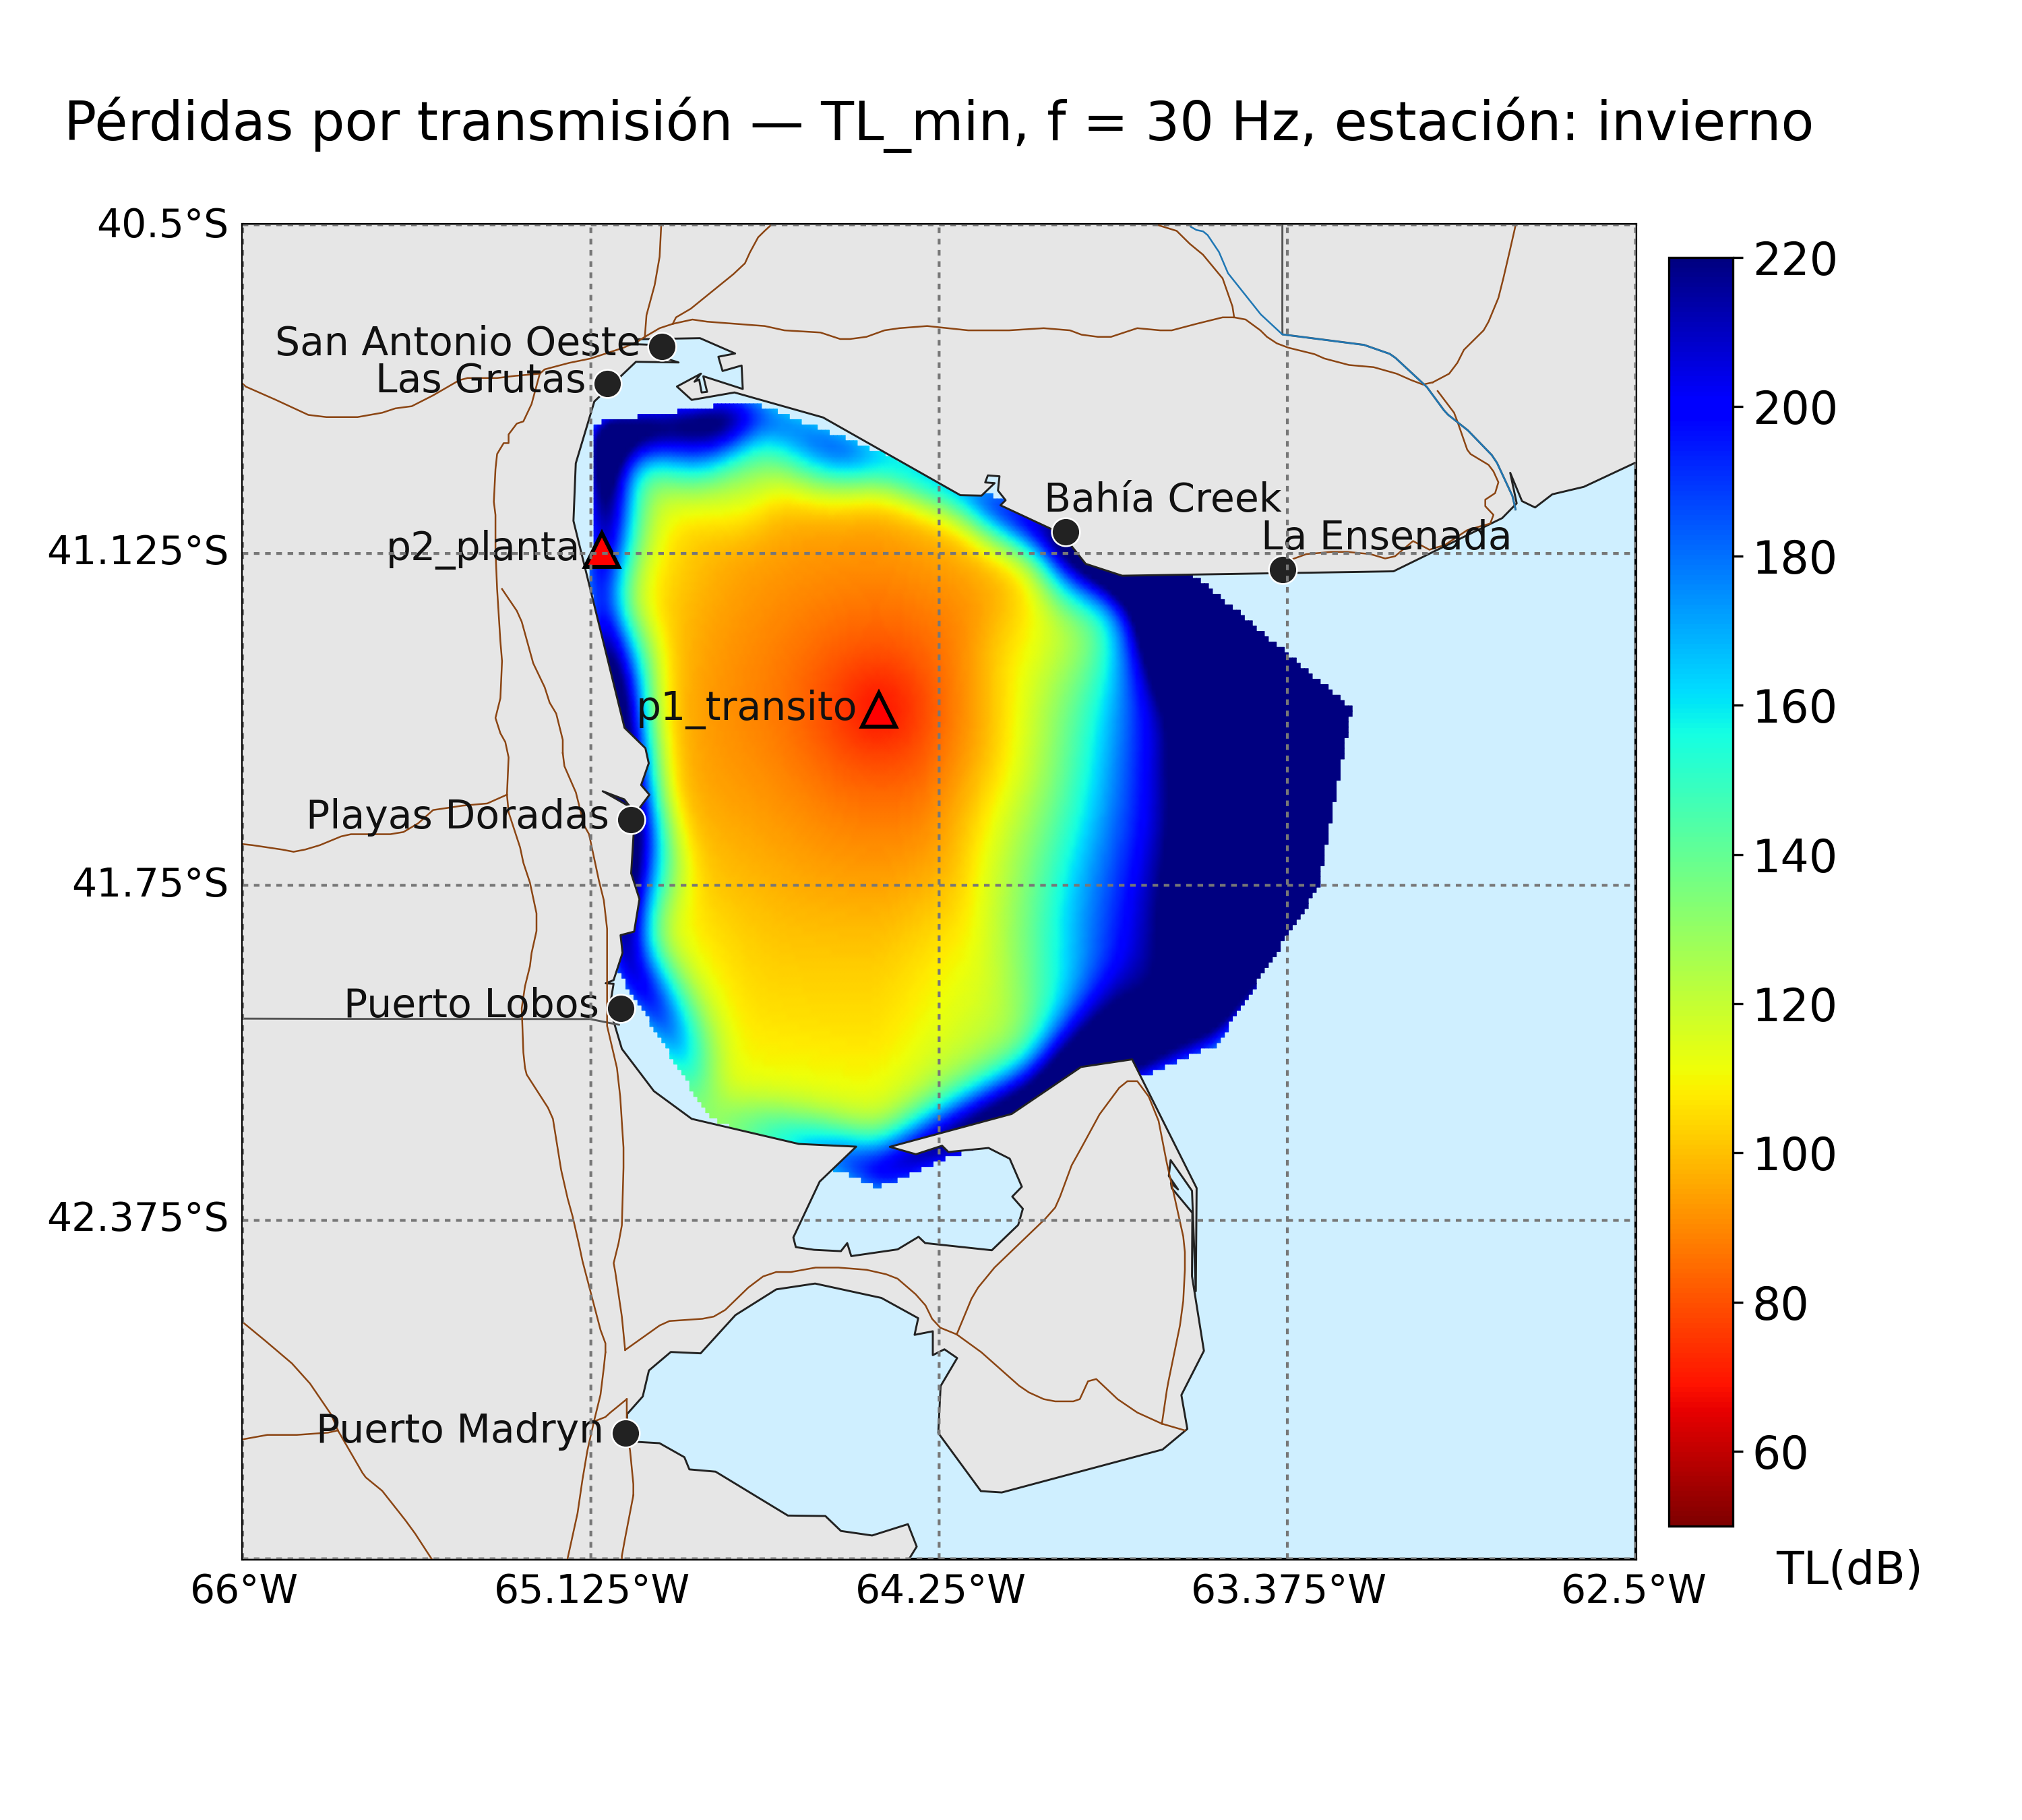 Pérdidas por transmisión — TL_min, f = 30 Hz, estación: invierno
40.5°S
220
San Antonio Oeste
Las Grutas
200
Bahía Creek
La Ensenada
p2_planta
41.125°S
180
p1_transito
160
Playas Doradas
140
41.75°S
Puerto Lobos
120
100
42.375°S
80
Puerto Madryn
60
TL(dB)
66°W
65.125°W
64.25°W
63.375°W
62.5°W